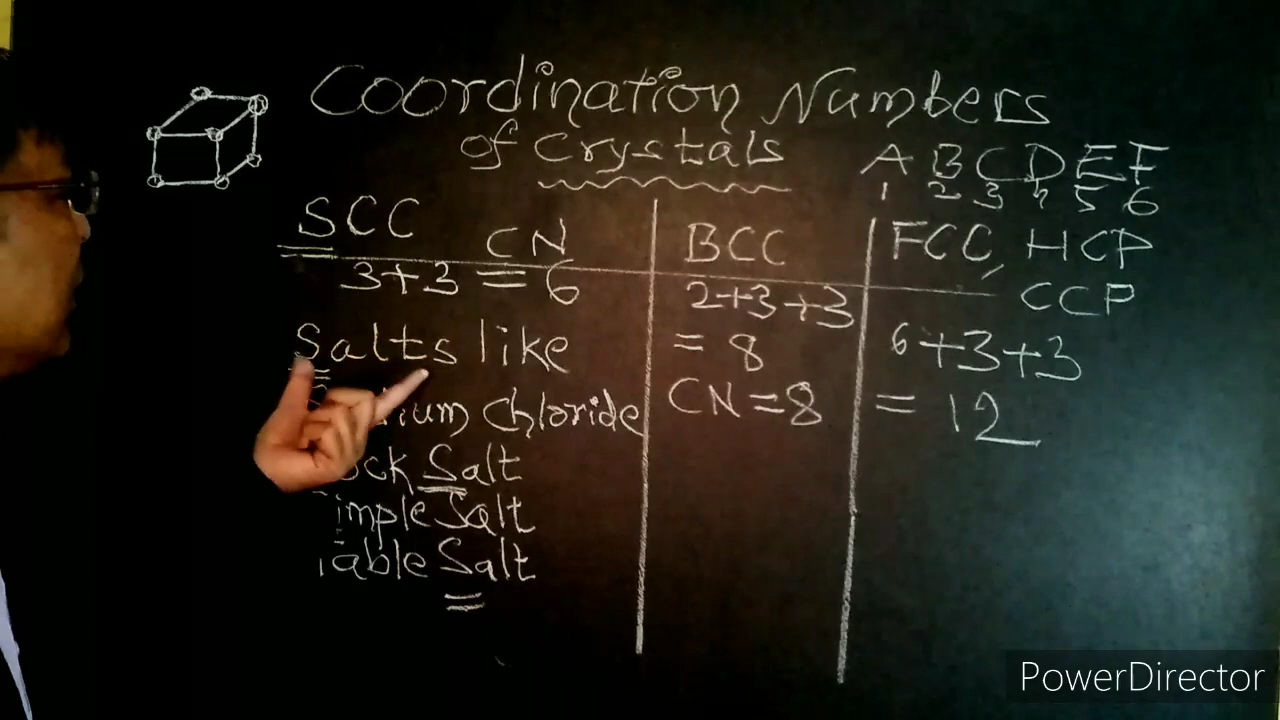 Coordination Numbers
of Crystals
A B C D E F
1 2 3 4 5 6
SCC CN
3+3 = 6
Salts like
Chloride
Salt
Salt
Salt
BCC
2+3+3
= 8
CN = 8
FCC, HCP
CCP
6+3+3
= 12
PowerDirector